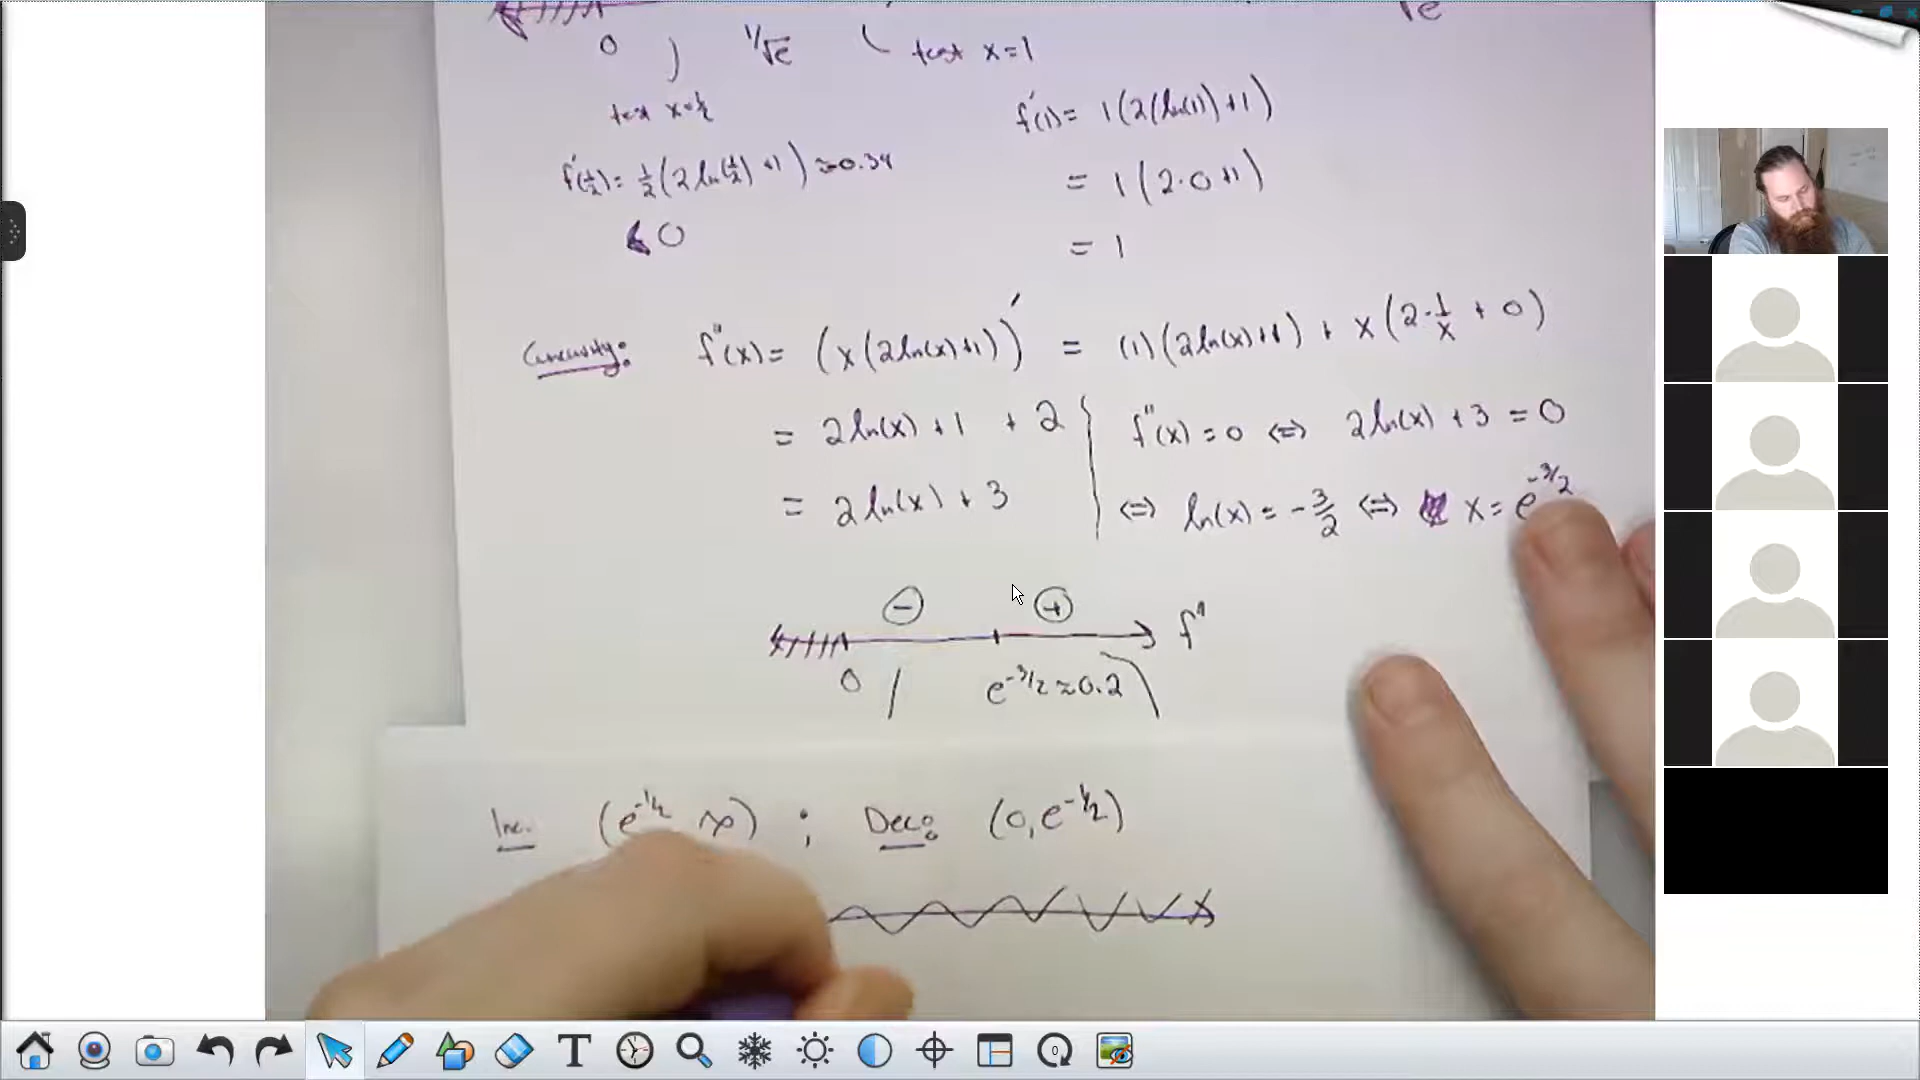 √e
0 ) 1/√e ( test x=1
test x=½
f'(1)= 1(2(ln(1)+1)
f'(½)= ½(2ln(½)+1) ≈0.34
= 1(2·0+1)
<0
= 1
Concavity: f"(x)= (x(2ln(x)+1))' = (1)(2ln(x)+1) + x(2·1/x + 0)
= 2ln(x)+1 + 2
f"(x)=0 ⇔ 2ln(x)+3=0
= 2ln(x)+3
⇔ ln(x)=-3/2 ⇔ x=e^-3/2
− + f"
0 e^-3/2≈0.2
Inc. (e^-1/2 ∞) ; Dec: (0,e^-1/2)
T
0